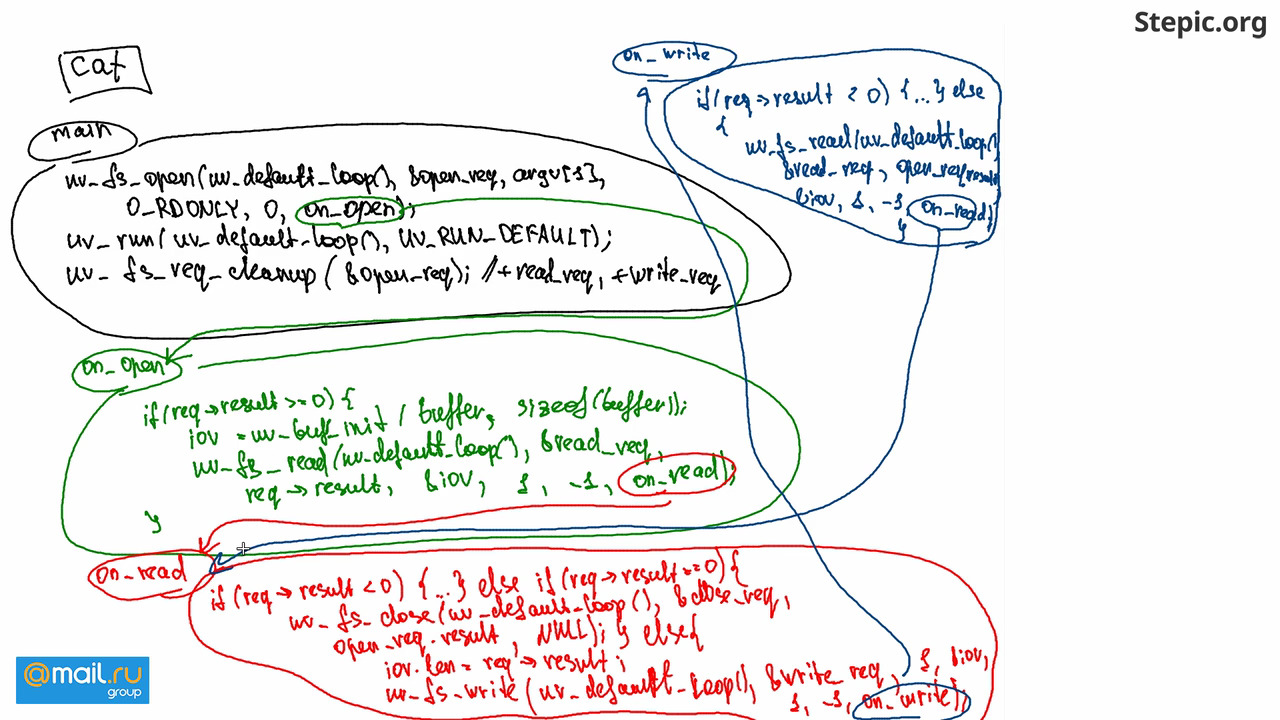 Stepic.org
cat
main
uv_fs_open(uv_default_loop(), &open_req, argv[1],
O_RDONLY, 0, on_open);
uv_run(uv_default_loop(), UV_RUN_DEFAULT);
uv_fs_req_cleanup(&open_req); //+read_req, +write_req
on_open
if(req->result >=0) {
iov = uv_buf_init(buffer, sizeof(buffer));
uv_fs_read(uv_default_loop(), &read_req,
req->result, &iov, 1, -1, on_read);
}
on_read
if(req->result <0) {...} else if(req->result==0){
uv_fs_close(uv_default_loop(), &close_req,
open_req.result, NULL); } else{
iov.len = req->result;
uv_fs_write(uv_default_loop(), &write_req, 1, &iov,
1, -1, on_write);
on_write
if(req->result < 0) {...} else
{
uv_fs_read(uv_default_loop()
&read_req, open_req.result
&iov, 1, -1, on_read)
}
@mail.ru
group